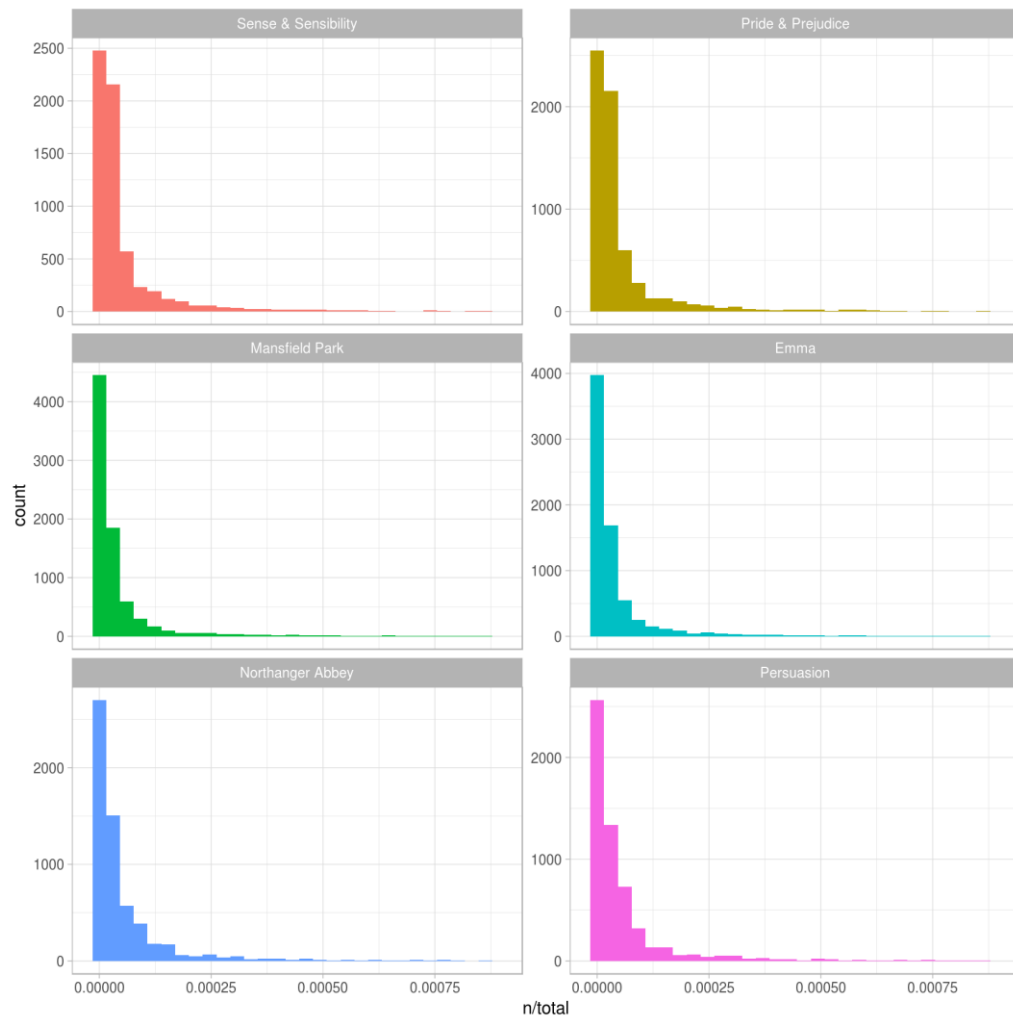 Sense & Sensibility
Pride & Prejudice
2500
2000
1500
1000
500
0
2000
1000
0
Mansfield Park
Emma
4000
3000
2000
1000
0
4000
3000
2000
1000
0
count
Northanger Abbey
Persuasion
2000
1000
0
2000
1000
0
0.00000 0.00025 0.00050 0.00075
0.00000 0.00025 0.00050 0.00075
n/total